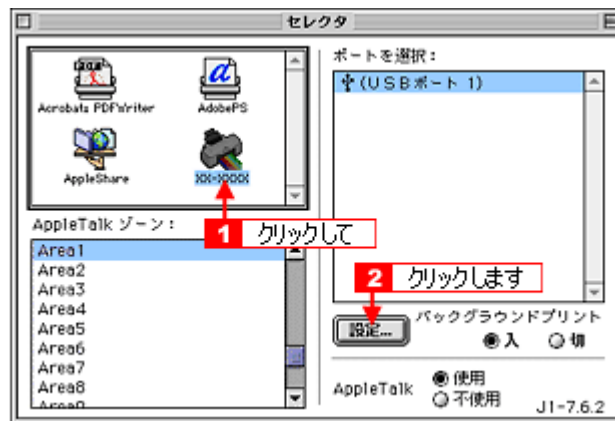 セレクタ
Acrobats PDFWriter
AdobePS
AppleShare
XX-XXXX
1 クリックして
AppleTalk ゾーン：
Area1
Area2
Area3
Area4
Area5
Area6
Area7
Area8
ポートを選択：
(USBポート 1)
2 クリックします
設定...
バックグラウンドプリント
入 切
AppleTalk
使用
不使用
J1-7.6.2